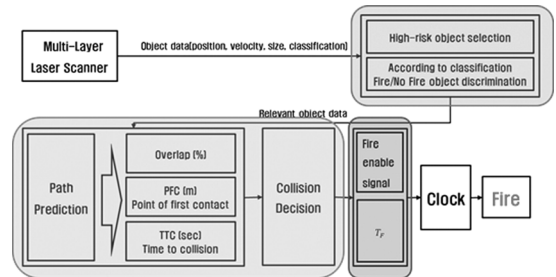 Multi-Layer
Laser Scanner
Object data(position, velocity, size, classification)
High-risk object selection
According to classification
Fire/No Fire object discrimination
Relevant object data
Path
Prediction
Overlap (%)
PFC (m)
Point of first contact
TTC (sec)
Time to collision
Collision
Decision
Fire
enable
signal
T_F
Clock
Fire